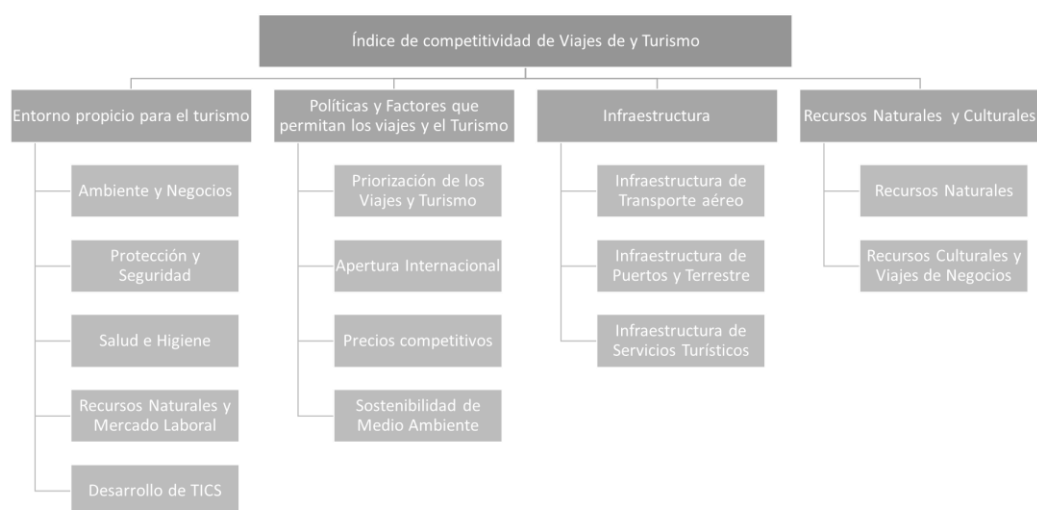 Índice de competitividad de Viajes de y Turismo
Entorno propicio para el turismo
Ambiente y Negocios
Protección y
Seguridad
Salud e Higiene
Recursos Naturales y
Mercado Laboral
Desarrollo de TICS
Políticas y Factores que
permitan los viajes y el Turismo
Priorización de los
Viajes y Turismo
Apertura Internacional
Precios competitivos
Sostenibilidad de
Medio Ambiente
Infraestructura
Infraestructura de
Transporte aéreo
Infraestructura de
Puertos y Terrestre
Infraestructura de
Servicios Turísticos
Recursos Naturales y Culturales
Recursos Naturales
Recursos Culturales y
Viajes de Negocios